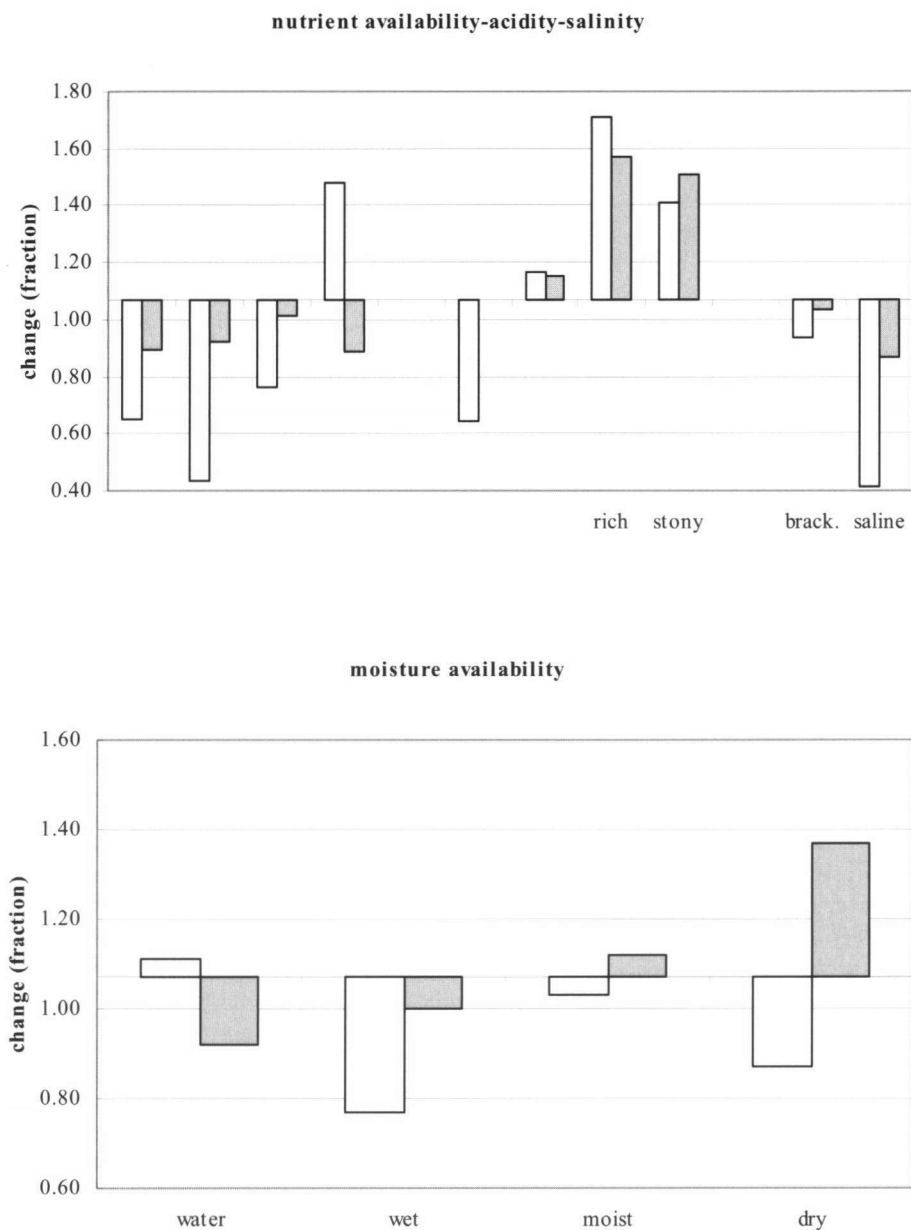 nutrient availability-acidity-salinity
1.80
1.60
1.40
1.20
1.00
0.80
0.60
0.40
change (fraction)
rich stony brack. saline
moisture availability
1.60
1.40
1.20
1.00
0.80
0.60
change (fraction)
water wet moist dry